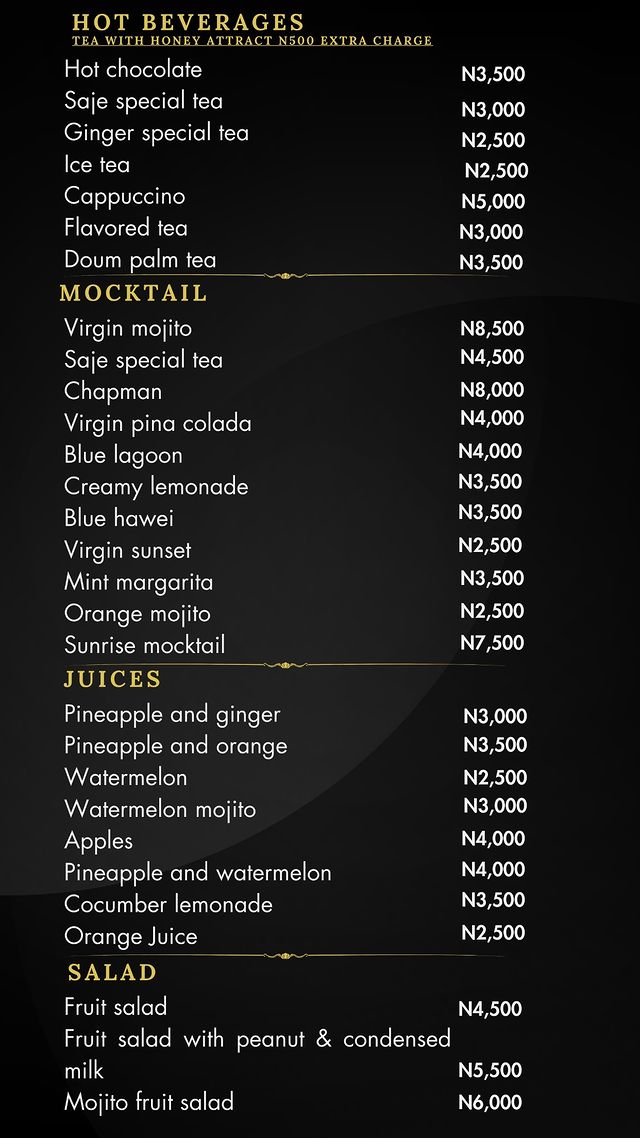 HOT BEVERAGES
TEA WITH HONEY ATTRACT N500 EXTRA CHARGE
Hot chocolate N3,500
Saje special tea N3,000
Ginger special tea N2,500
Ice tea N2,500
Cappuccino N5,000
Flavored tea N3,000
Doum palm tea N3,500
MOCKTAIL
Virgin mojito N8,500
Saje special tea N4,500
Chapman N8,000
Virgin pina colada N4,000
Blue lagoon N4,000
Creamy lemonade N3,500
Blue hawei N3,500
Virgin sunset N2,500
Mint margarita N3,500
Orange mojito N2,500
Sunrise mocktail N7,500
JUICES
Pineapple and ginger N3,000
Pineapple and orange N3,500
Watermelon N2,500
Watermelon mojito N3,000
Apples N4,000
Pineapple and watermelon N4,000
Cocumber lemonade N3,500
Orange Juice N2,500
SALAD
Fruit salad N4,500
Fruit salad with peanut & condensed
milk N5,500
Mojito fruit salad N6,000